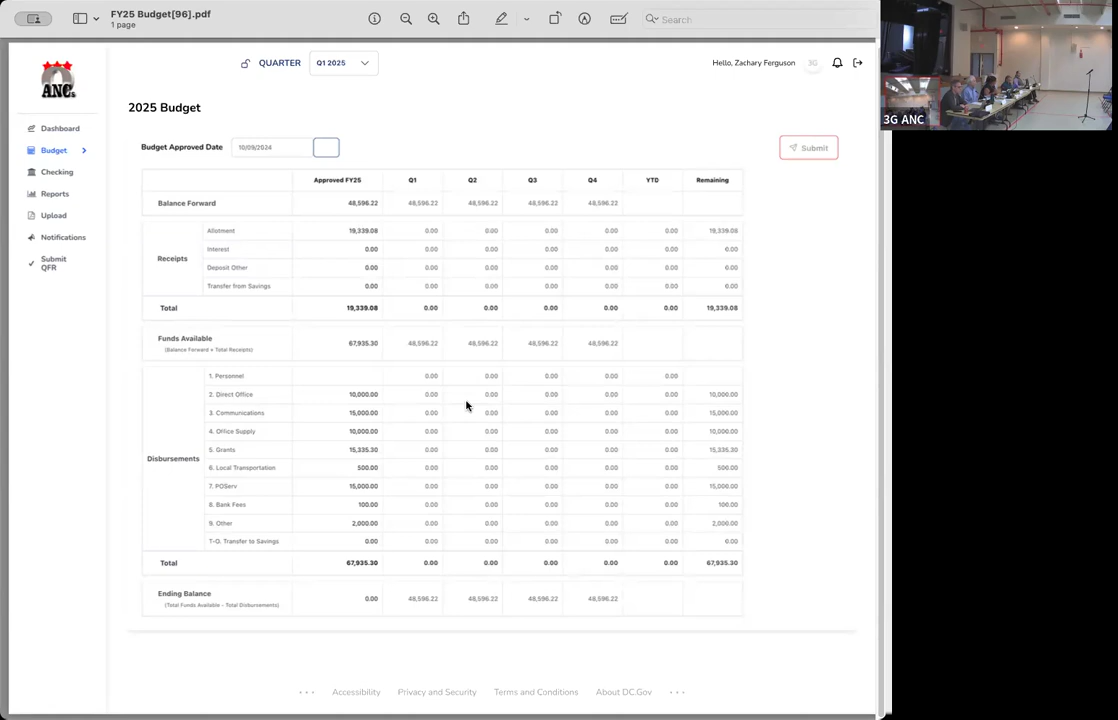 FY25 Budget[96].pdf
1 page
Search
ANCs
QUARTER Q1 2025
Hello, Zachary Ferguson 3G
Dashboard
Budget
Checking
Reports
Upload
Notifications
Submit QFR
2025 Budget
Budget Approved Date 10/09/2024 Submit
Approved FY25 Q1 Q2 Q3 Q4 YTD Remaining
Balance Forward 48,596.22 48,596.22 48,596.22 48,596.22 48,596.22
Receipts
Allotment 19,339.08 0.00 0.00 0.00 0.00 0.00 19,339.08
Interest 0.00 0.00 0.00 0.00 0.00 0.00 0.00
Deposit Other 0.00 0.00 0.00 0.00 0.00 0.00 0.00
Transfer from Savings 0.00 0.00 0.00 0.00 0.00 0.00 0.00
Total 19,339.08 0.00 0.00 0.00 0.00 0.00 19,339.08
Funds Available 67,935.30 48,596.22 48,596.22 48,596.22 48,596.22
(Balance Forward + Total Receipts)
Disbursements
1. Personnel 0.00 0.00 0.00 0.00 0.00
2. Direct Office 10,000.00 0.00 0.00 0.00 0.00 0.00 10,000.00
3. Communications 15,000.00 0.00 0.00 0.00 0.00 0.00 15,000.00
4. Office Supply 10,000.00 0.00 0.00 0.00 0.00 0.00 10,000.00
5. Grants 15,335.30 0.00 0.00 0.00 0.00 0.00 15,335.30
6. Local Transportation 500.00 0.00 0.00 0.00 0.00 0.00 500.00
7. POServ 15,000.00 0.00 0.00 0.00 0.00 0.00 15,000.00
8. Bank Fees 100.00 0.00 0.00 0.00 0.00 0.00 100.00
9. Other 2,000.00 0.00 0.00 0.00 0.00 0.00 2,000.00
T-O. Transfer to Savings 0.00 0.00 0.00 0.00 0.00 0.00 0.00
Total 67,935.30 0.00 0.00 0.00 0.00 0.00 67,935.30
Ending Balance 0.00 48,596.22 48,596.22 48,596.22 48,596.22
(Total Funds Available - Total Disbursements)
Accessibility Privacy and Security Terms and Conditions About DC.Gov
3G ANC